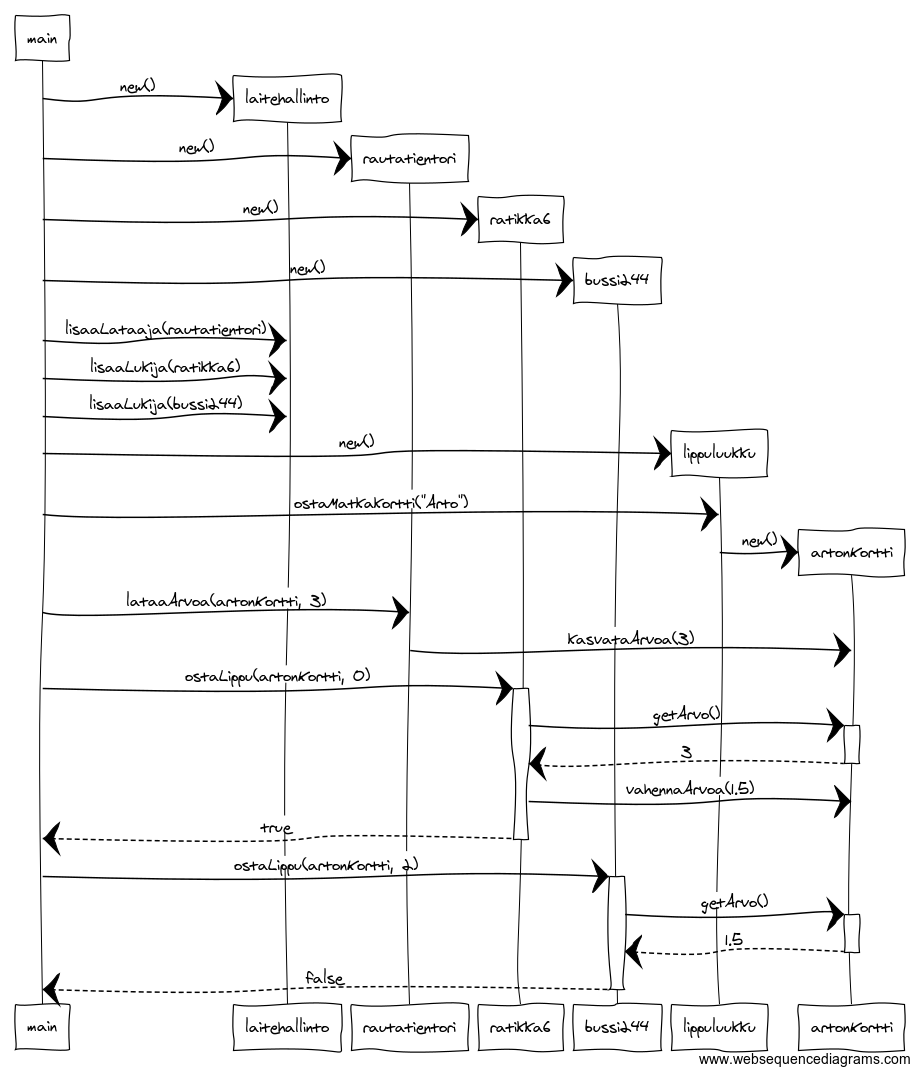 main
new()
laitehallinto
new()
rautatientori
new()
ratikka6
new()
bussi244
lisaaLataaja(rautatientori)
lisaaLukija(ratikka6)
lisaaLukija(bussi244)
new()
lippuluukku
ostaMatkakortti("Arto")
new()
artonKortti
lataaArvoa(artonKortti, 3)
kasvataArvoa(3)
ostaLippu(artonKortti, 0)
getArvo()
3
vahennaArvoa(1.5)
true
ostaLippu(artonKortti, 2)
getArvo()
1.5
false
main laitehallinto rautatientori ratikka6 bussi244 lippuluukku artonKortti
www.websequencediagrams.com